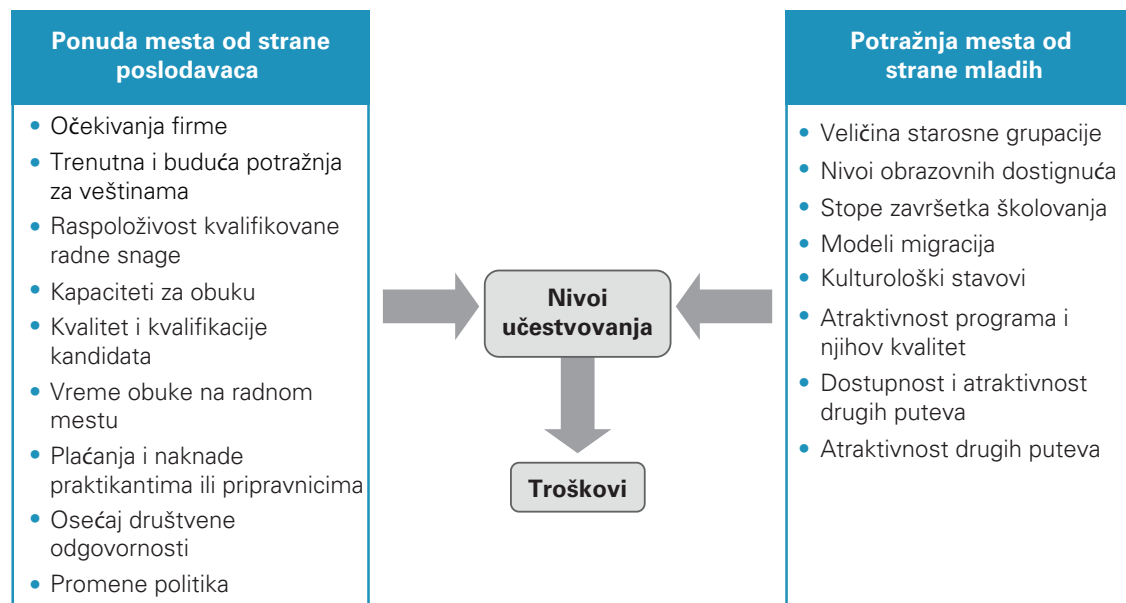 Ponuda mesta od strane
poslodavaca
• Očekivanja firme
• Trenutna i buduća potražnja
za veštinama
• Raspoloživost kvalifikovane
radne snage
• Kapaciteti za obuku
• Kvalitet i kvalifikacije
kandidata
• Vreme obuke na radnom
mestu
• Plaćanja i naknade
praktikantima ili pripravnicima
• Osećaj društvene
odgovornosti
• Promene politika
Nivoi
učestvovanja
Troškovi
Potražnja mesta od
strane mladih
• Veličina starosne grupacije
• Nivoi obrazovnih dostignuća
• Stope završetka školovanja
• Modeli migracija
• Kulturološki stavovi
• Atraktivnost programa i
njihov kvalitet
• Dostupnost i atraktivnost
drugih puteva
• Atraktivnost drugih puteva